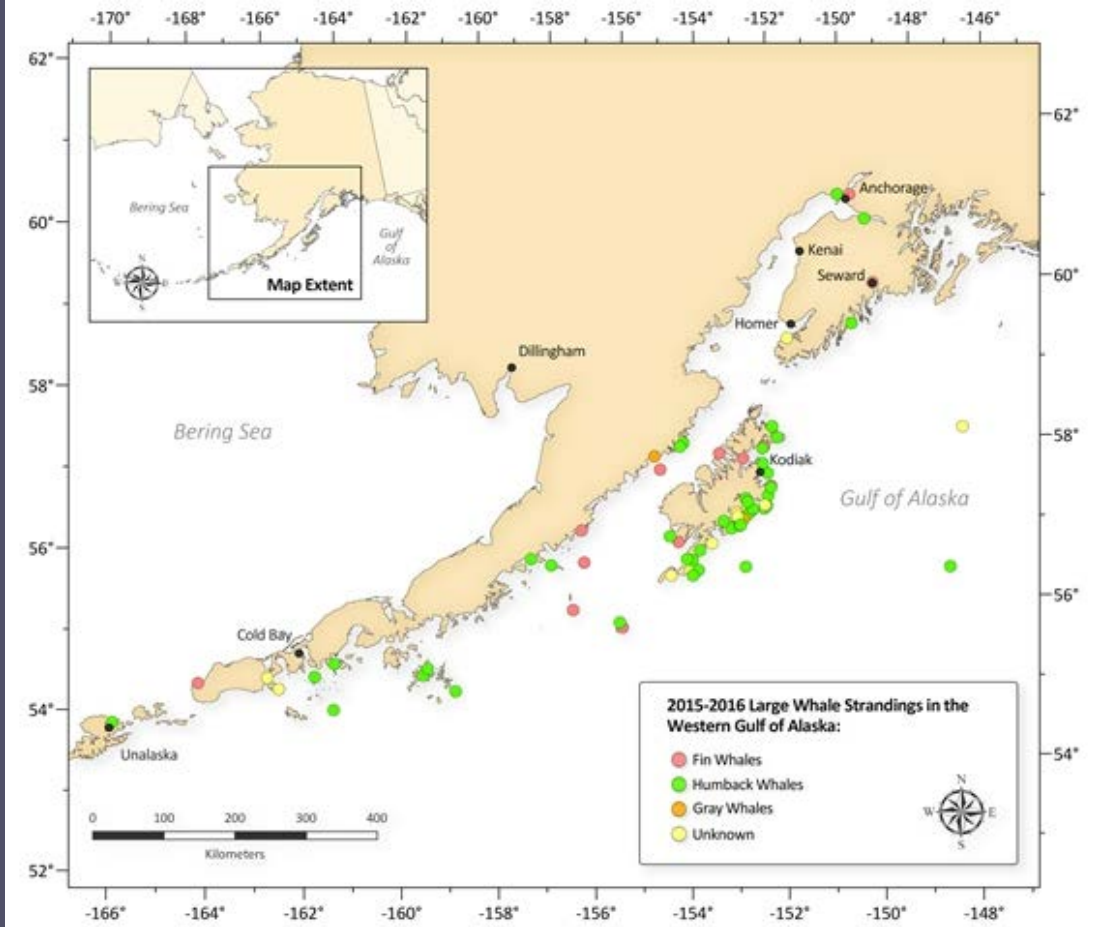 -170° -168° -166° -164° -162° -160° -158° -156° -154° -152° -150° -148° -146°
62°
62°
Bering Sea
Gulf
of
Alaska
N
Map Extent
Anchorage
60°
Kenai
60°
Seward
Homer
Dillingham
58°
Bering Sea
58°
Kodiak
Gulf of Alaska
56°
56°
Cold Bay
54°
54°
Unalaska
2015-2016 Large Whale Strandings in the
Western Gulf of Alaska:
Fin Whales
Humback Whales
Gray Whales
Unknown
N
W E
S
0 100 200 300 400
Kilometers
52°
-166° -164° -162° -160° -158° -156° -154° -152° -150° -148°